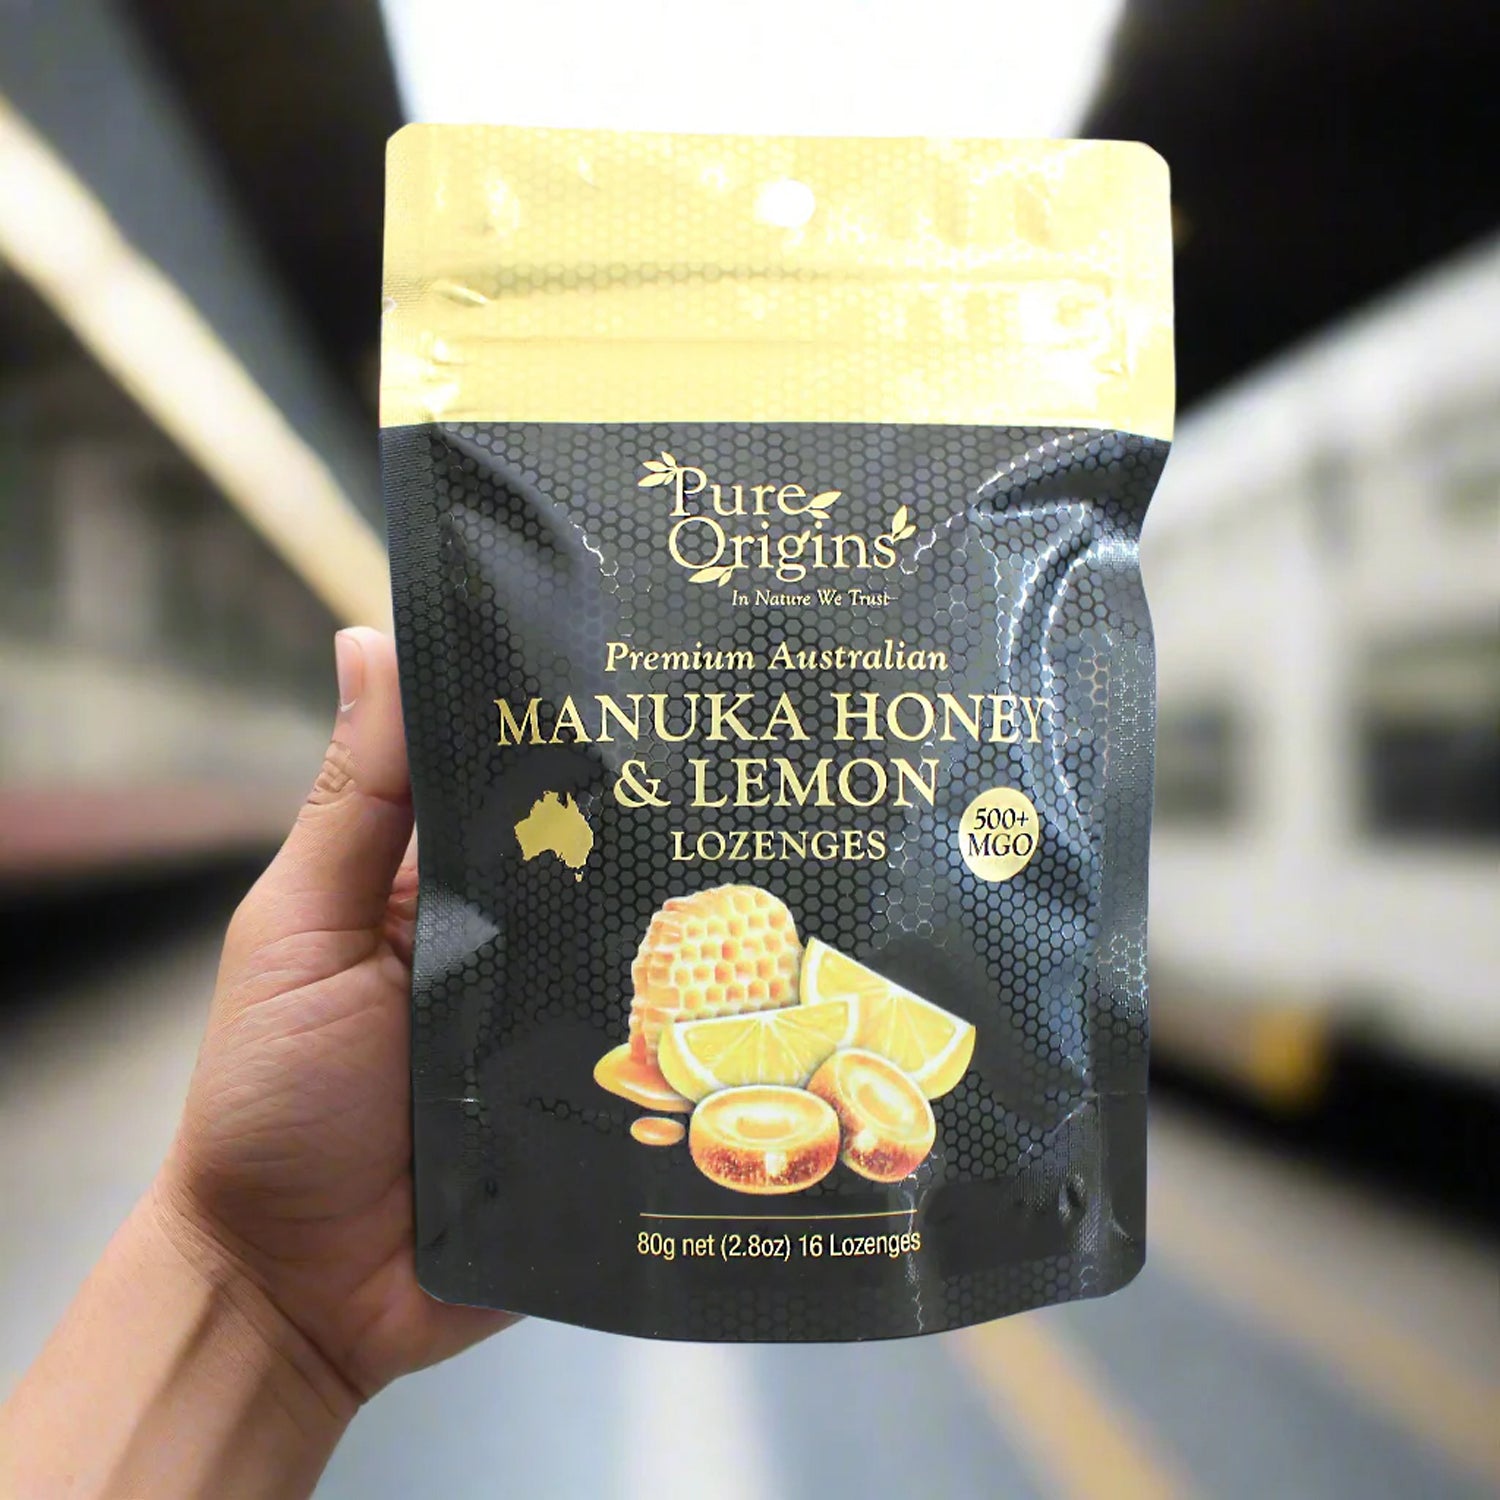 Pure
Origins
In Nature We Trust
Premium Australian
MANUKA HONEY
& LEMON
LOZENGES
500+
MGO
80g net (2.8oz) 16 Lozenges